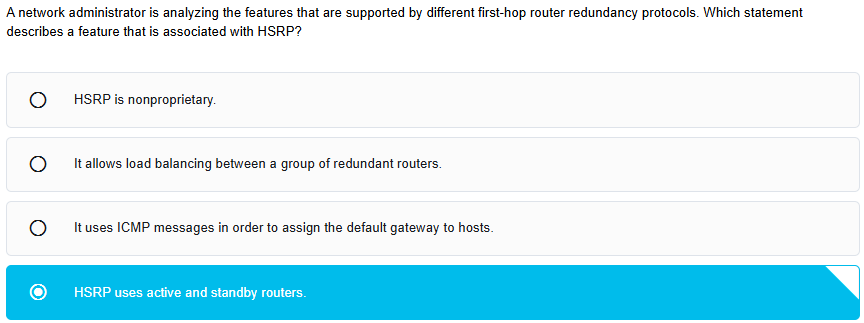 A network administrator is analyzing the features that are supported by different first-hop router redundancy protocols. Which statement
describes a feature that is associated with HSRP?
HSRP is nonproprietary.
It allows load balancing between a group of redundant routers.
It uses ICMP messages in order to assign the default gateway to hosts.
HSRP uses active and standby routers.